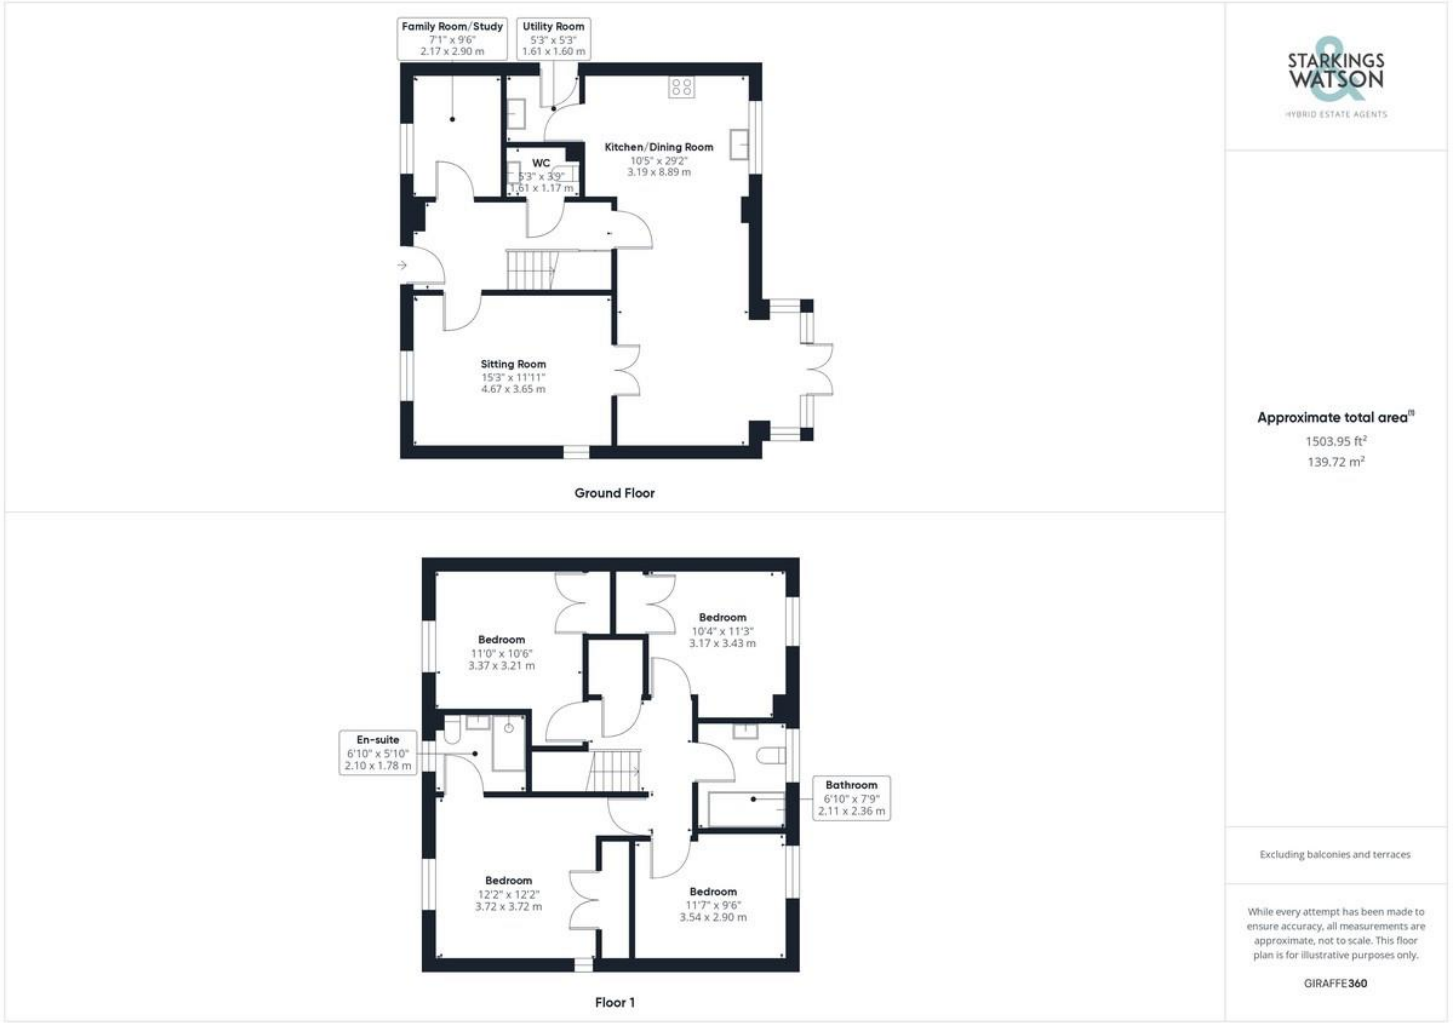 Family Room/Study
7'1" x 9'6"
2.17 x 2.90 m
Utility Room
5'3" x 5'3"
1.61 x 1.60 m
WC
5'3" x 3'9"
1.61 x 1.17 m
Kitchen/Dining Room
10'5" x 29'2"
3.19 x 8.89 m
Sitting Room
15'3" x 11'11"
4.67 x 3.65 m
Ground Floor
Bedroom
11'0" x 10'6"
3.37 x 3.21 m
Bedroom
10'4" x 11'3"
3.17 x 3.43 m
En-suite
6'10" x 5'10"
2.10 x 1.78 m
Bathroom
6'10" x 7'9"
2.11 x 2.36 m
Bedroom
12'2" x 12'2"
3.72 x 3.72 m
Bedroom
11'7" x 9'6"
3.54 x 2.90 m
Floor 1
&
STARKINGS
WATSON
HYBRID ESTATE AGENTS
Approximate total area⁽¹⁾
1503.95 ft²
139.72 m²
Excluding balconies and terraces
While every attempt has been made to
ensure accuracy, all measurements are
approximate, not to scale. This floor
plan is for illustrative purposes only.
GIRAFFE360